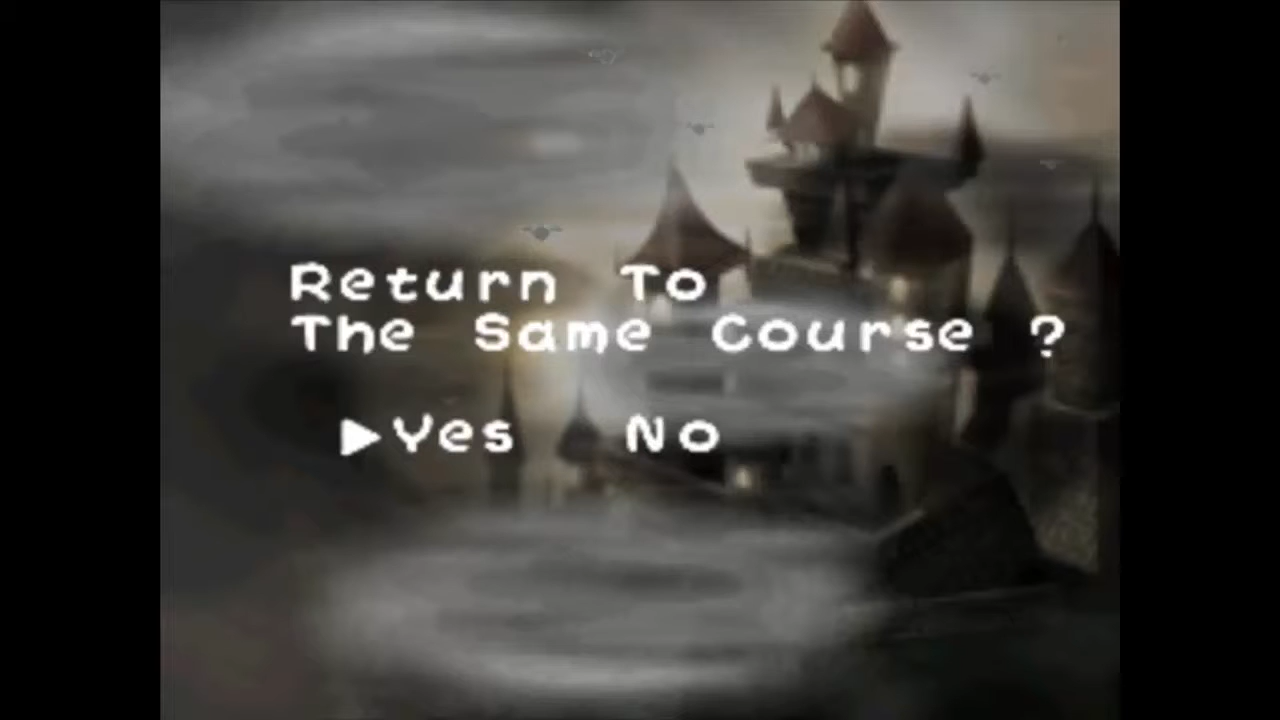 Return To
The Same Course ?
▶Yes No